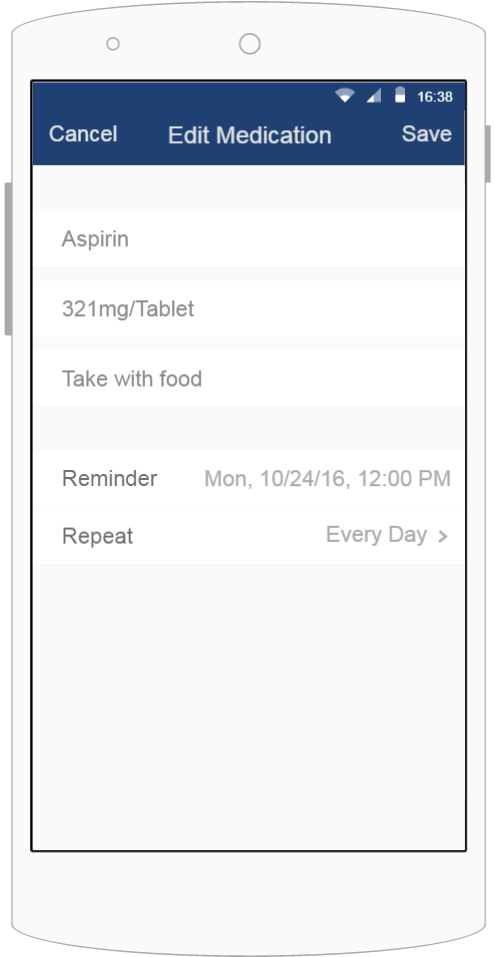 16:38
Cancel Edit Medication Save
Aspirin
321mg/Tablet
Take with food
Reminder Mon, 10/24/16, 12:00 PM
Repeat Every Day >